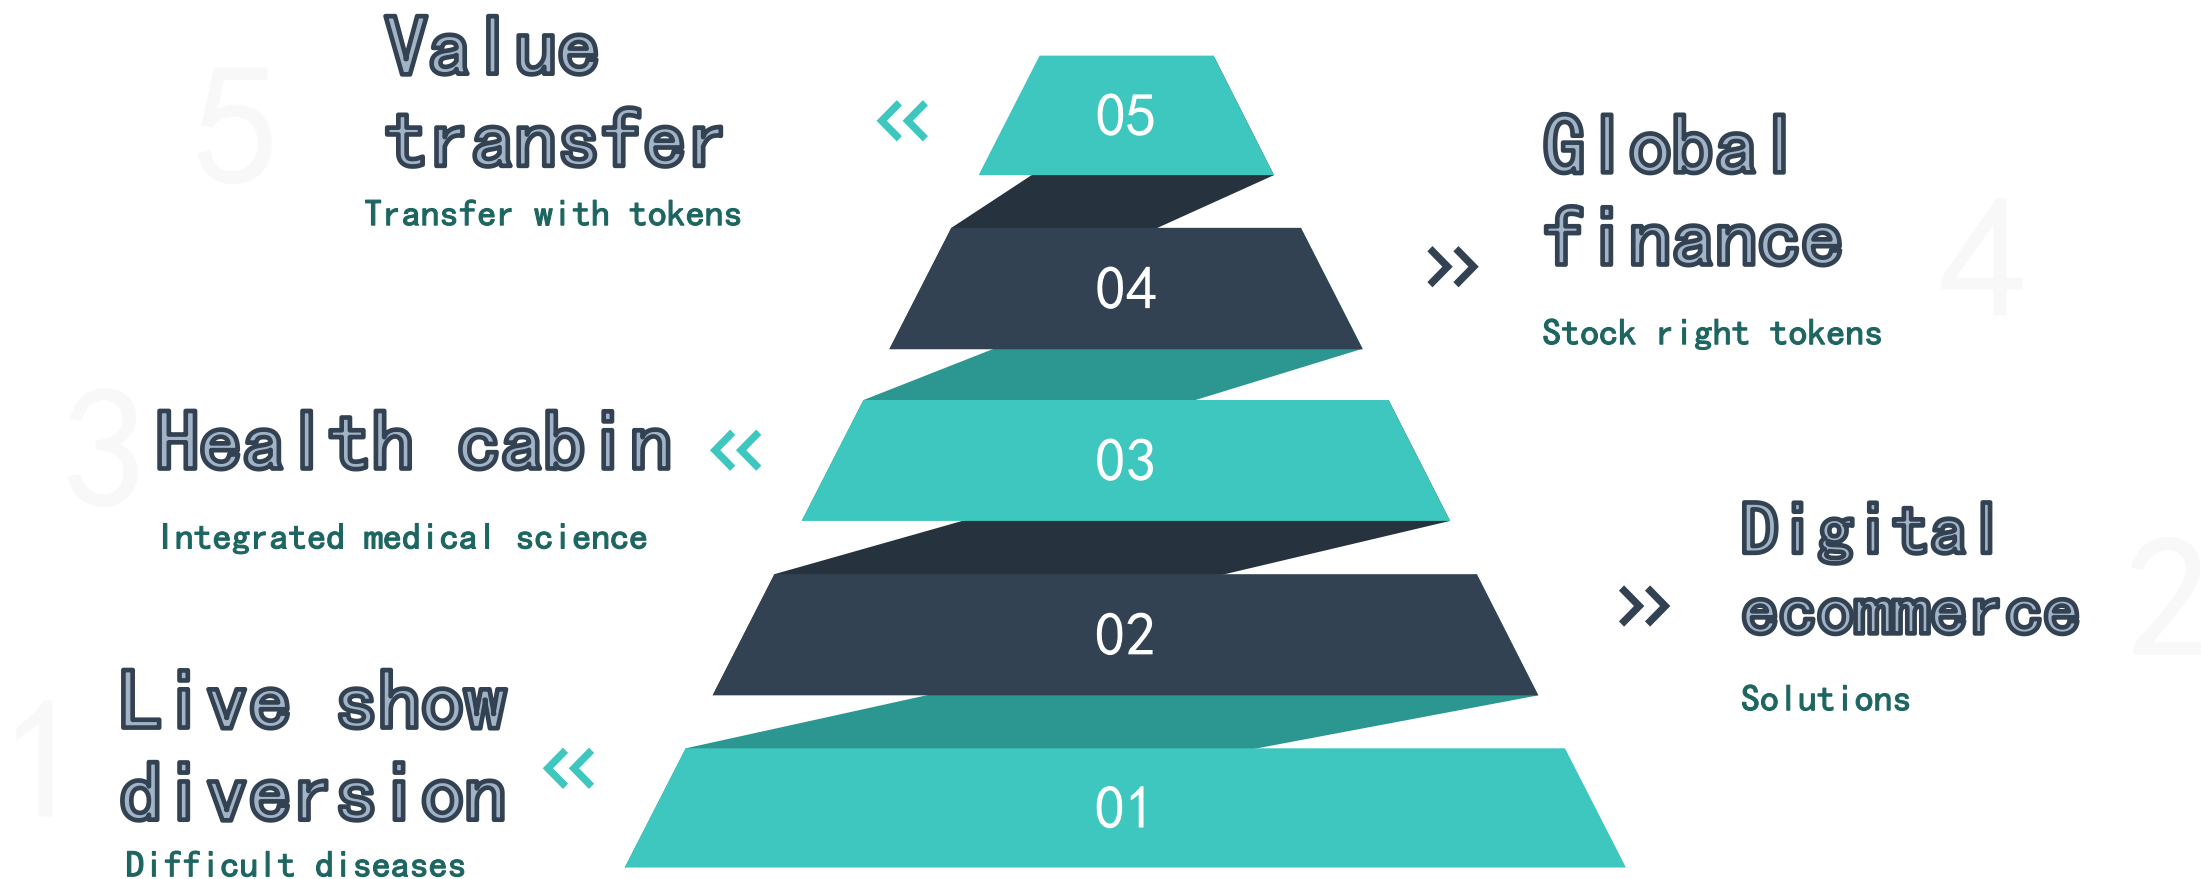 5
Value
transfer
Transfer with tokens
05
Global
finance
Stock right tokens
4
04
3
Health cabin
Integrated medical science
03
Digital
ecommerce
Solutions
2
02
1
Live show
diversion
Difficult diseases
01